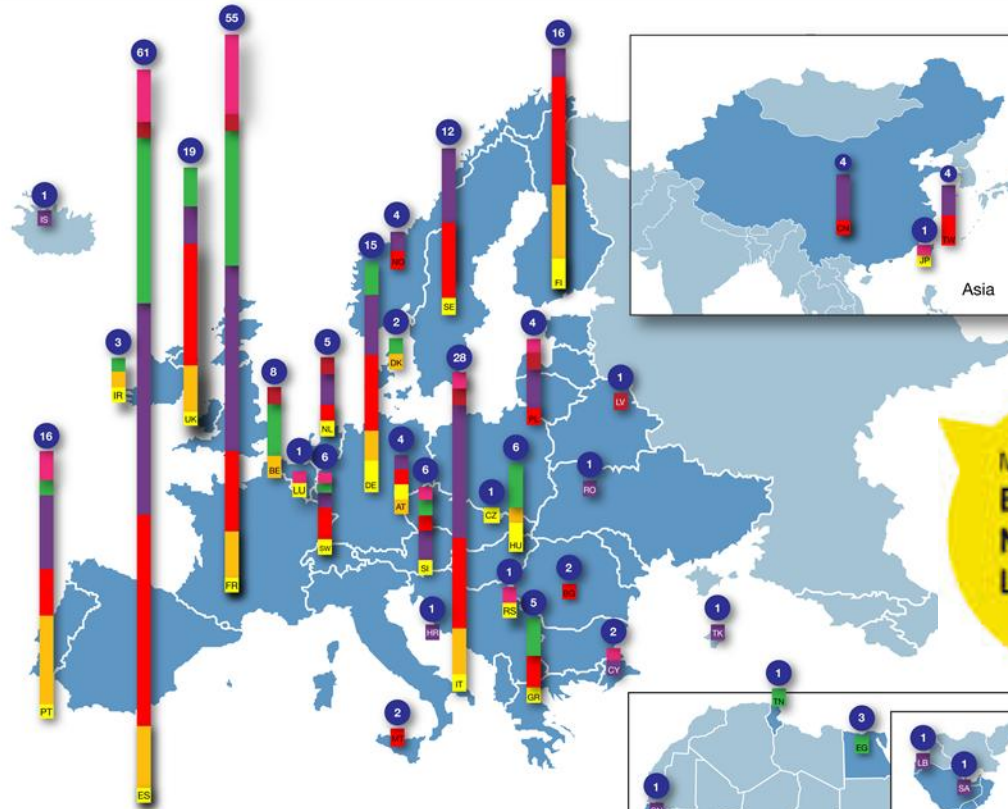 55
61
16
19
12
1
IS
4
NO
15
4
CN
4
TW
1
JP
Asia
SE
FI
3
IR
5
2
DK
28
4
8
UK
NL
PL
1
LV
16
BE
1
LU
6
SW
DE
4
AT
6
1
CZ
6
HU
1
RO
SI
FR
1
RS
2
BG
1
HR
5
2
CY
1
TK
IT
GR
PT
2
MT
1
TN
3
EG
1
LB
1
SA
1
ES